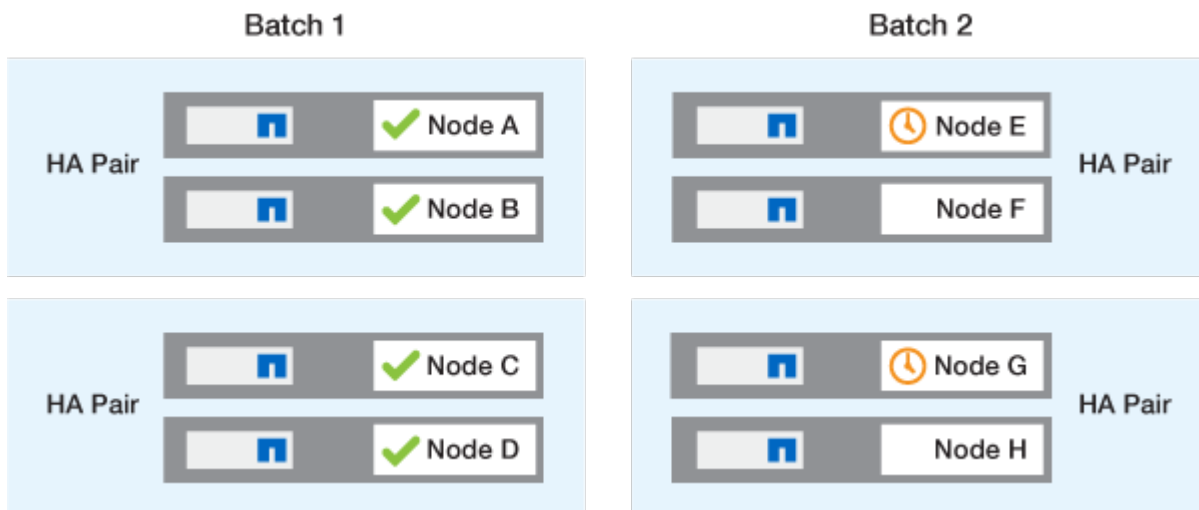 Batch 1
Batch 2
HA Pair
Node A
Node B
Node E
Node F
HA Pair
HA Pair
Node C
Node D
Node G
Node H
HA Pair